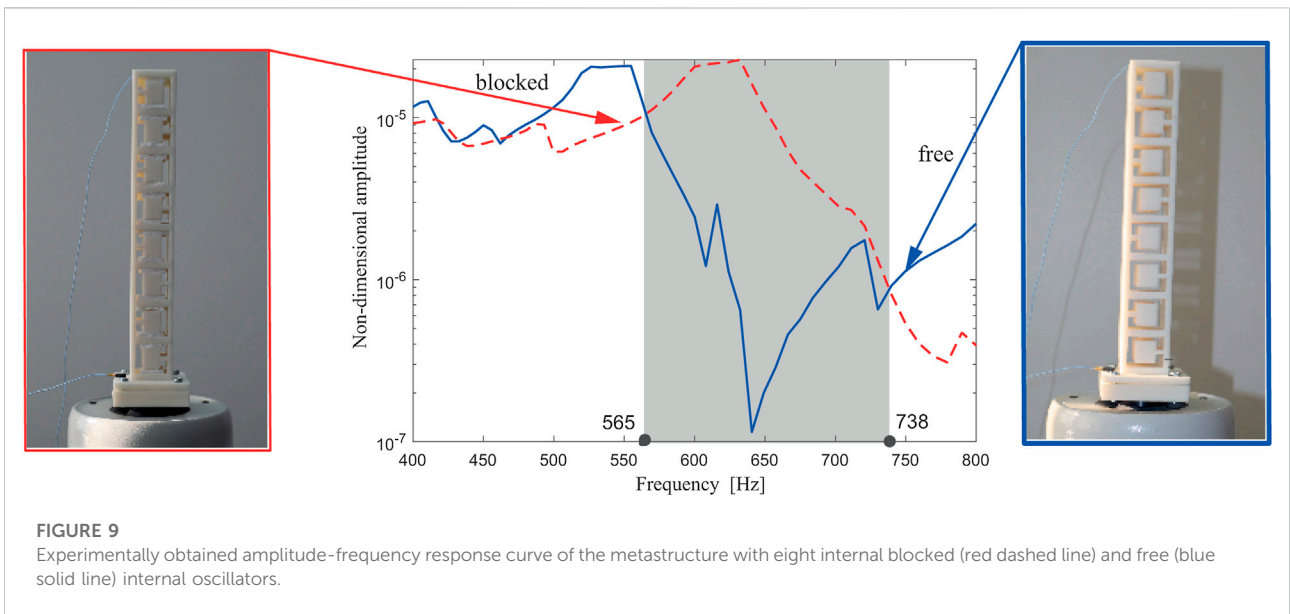 blocked
free
Non-dimensional amplitude
10^-5
10^-6
10^-7
565
738
400 450 500 550 600 650 700 750 800
Frequency [Hz]
FIGURE 9
Experimentally obtained amplitude-frequency response curve of the metastructure with eight internal blocked (red dashed line) and free (blue
solid line) internal oscillators.